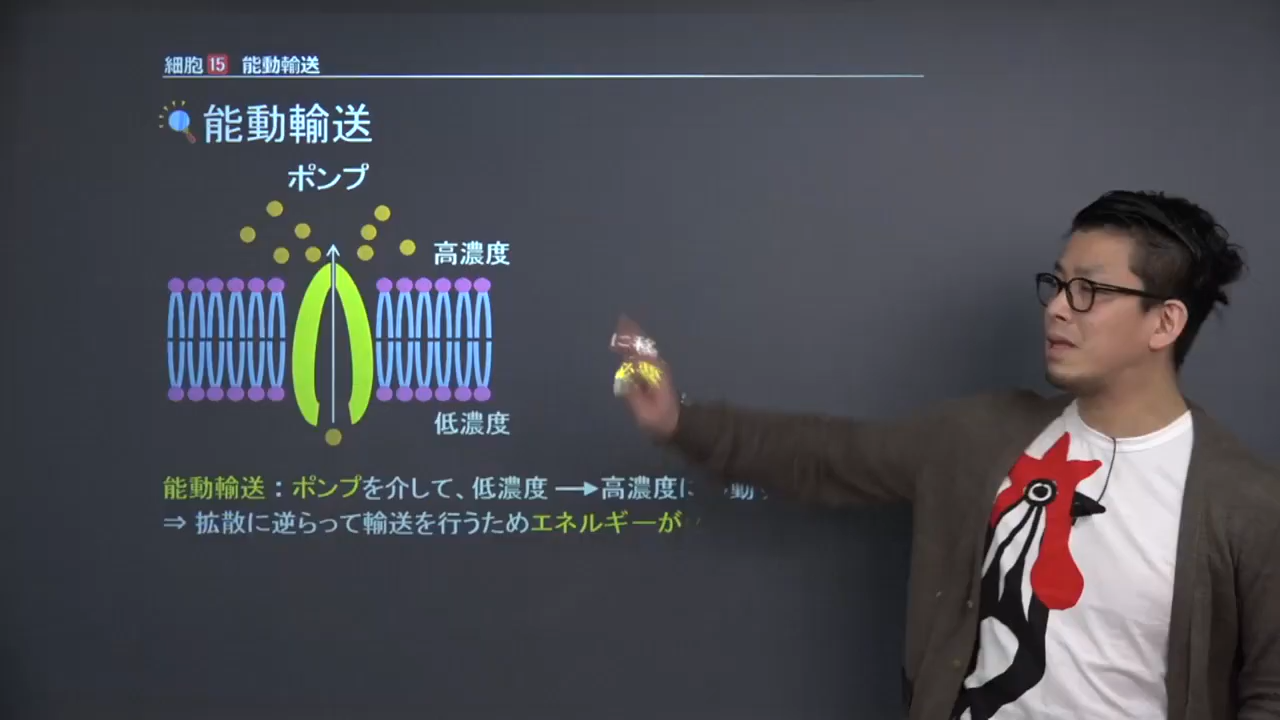 細胞 15 能動輸送
能動輸送
ポンプ
高濃度
低濃度
能動輸送：ポンプを介して、低濃度→高濃度に 動
⇒ 拡散に逆らって輸送を行うためエネルギーが